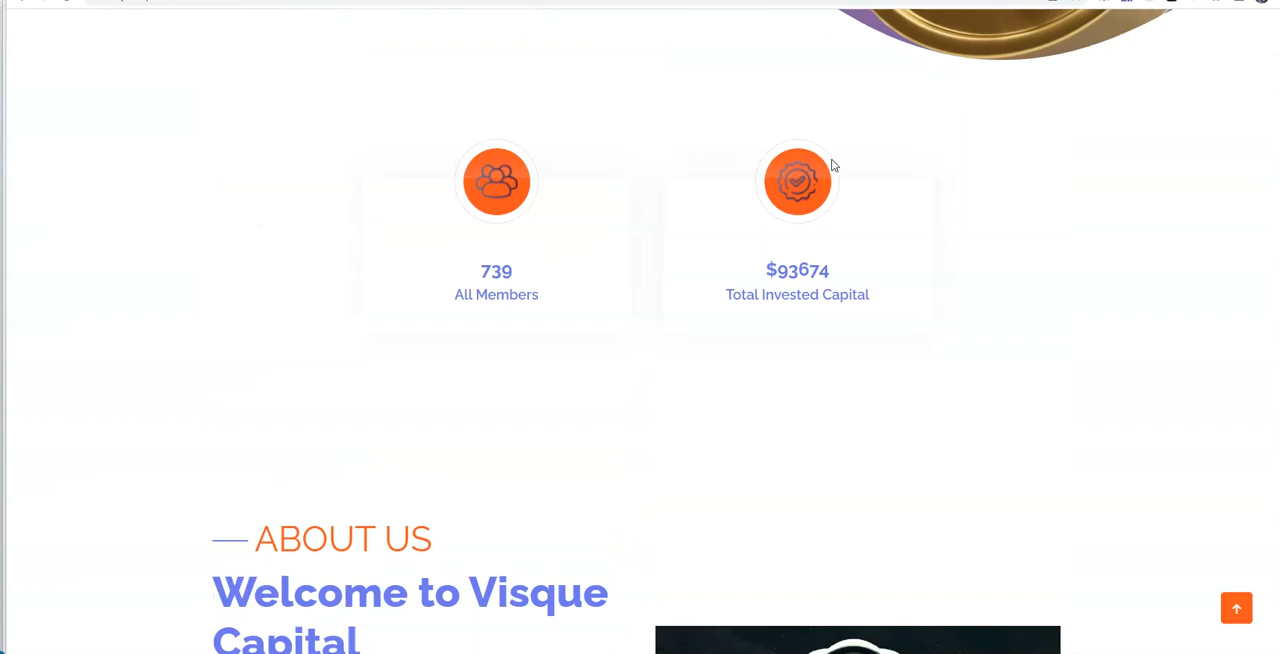 739
All Members
$93674
Total Invested Capital
ABOUT US
Welcome to Visque
Capital